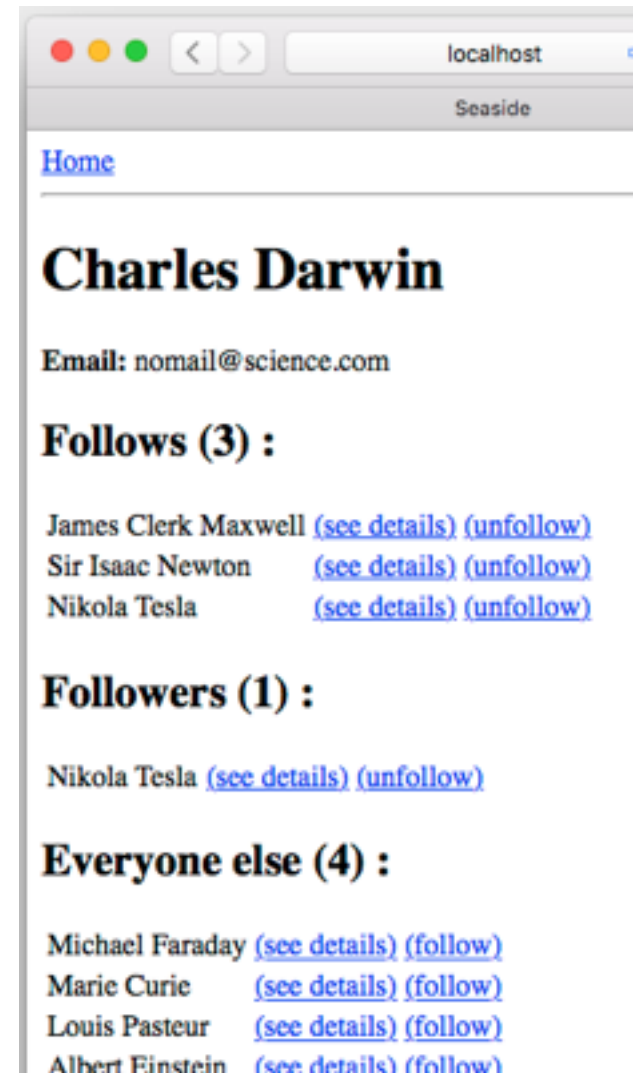 localhost
Seaside
Home
Charles Darwin
Email: nomail@science.com
Follows (3) :
James Clerk Maxwell (see details) (unfollow)
Sir Isaac Newton (see details) (unfollow)
Nikola Tesla (see details) (unfollow)
Followers (1) :
Nikola Tesla (see details) (unfollow)
Everyone else (4) :
Michael Faraday (see details) (follow)
Marie Curie (see details) (follow)
Louis Pasteur (see details) (follow)
Albert Einstein (see details) (follow)